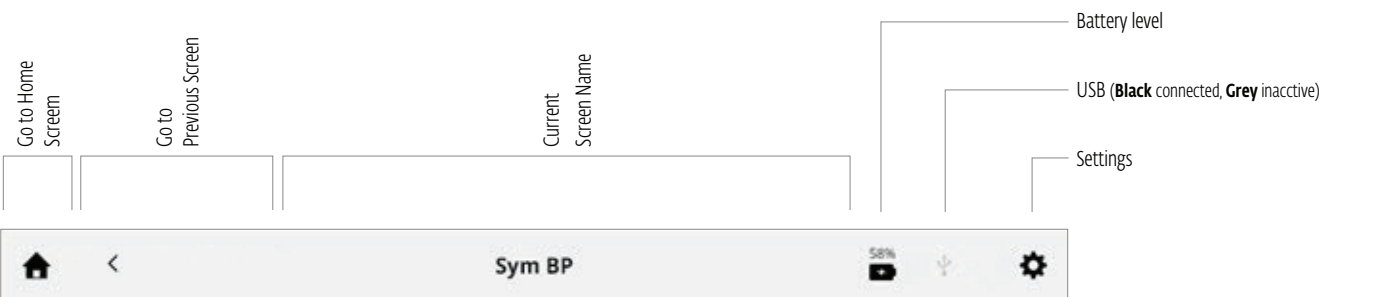 Go to Home
Screem
Go to
Previous Screen
Current
Screen Name
Battery level
USB (Black connected, Grey inacctive)
Settings
Sym BP
58%